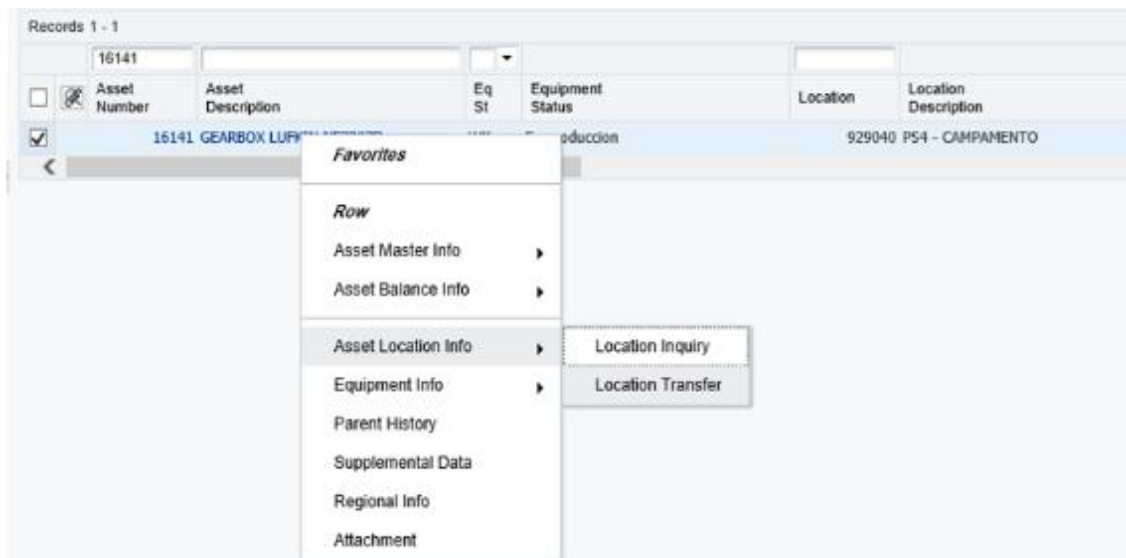 Records 1 - 1
16141
Asset Number
Asset Description
Eq St
Equipment Status
Location
Location Description
16141 GEARBOX LUFKIN
929040 PS4 - CAMPAMENTO
Favorites
Row
Asset Master Info
Asset Balance Info
Asset Location Info
Location Inquiry
Equipment Info
Location Transfer
Parent History
Supplemental Data
Regional Info
Attachment